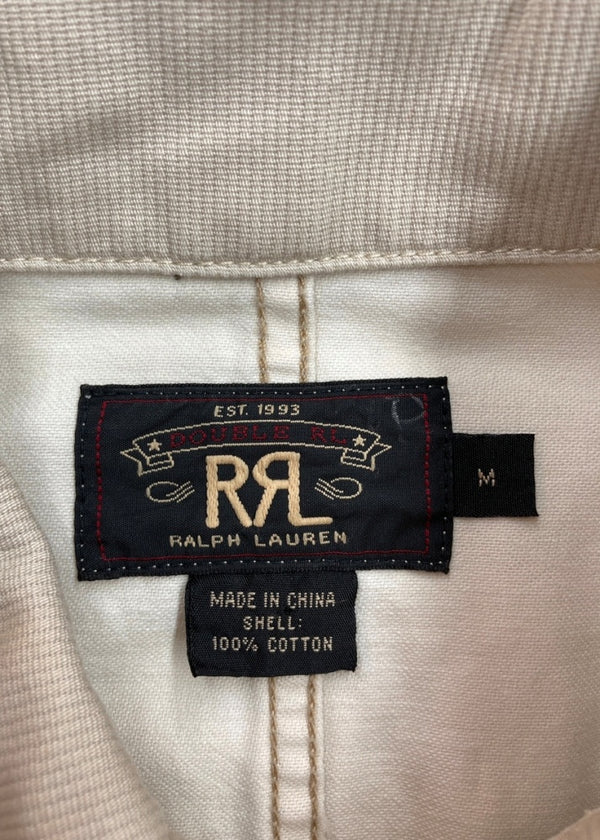 EST. 1993
DOUBLE RL
RRL
RALPH LAUREN
M
MADE IN CHINA
SHELL:
100% COTTON